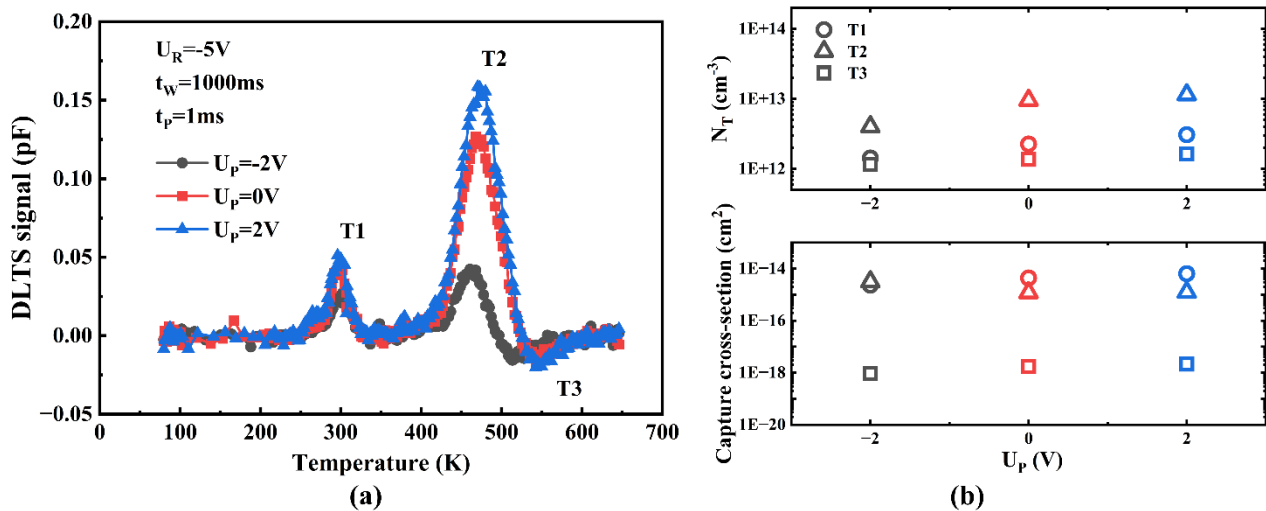 0.20
0.15
0.10
0.05
0.00
−0.05
DLTS signal (pF)
U_R=-5V
t_W=1000ms
t_P=1ms
U_P=-2V
U_P=0V
U_P=2V
T1
T2
T3
0
100
200
300
400
500
600
700
Temperature (K)
(a)
1E+14
1E+13
1E+12
N_T (cm⁻³)
T1
T2
T3
−2
0
2
1E−14
1E−16
1E−18
1E−20
Capture cross-section (cm²)
−2
0
2
U_P (V)
(b)